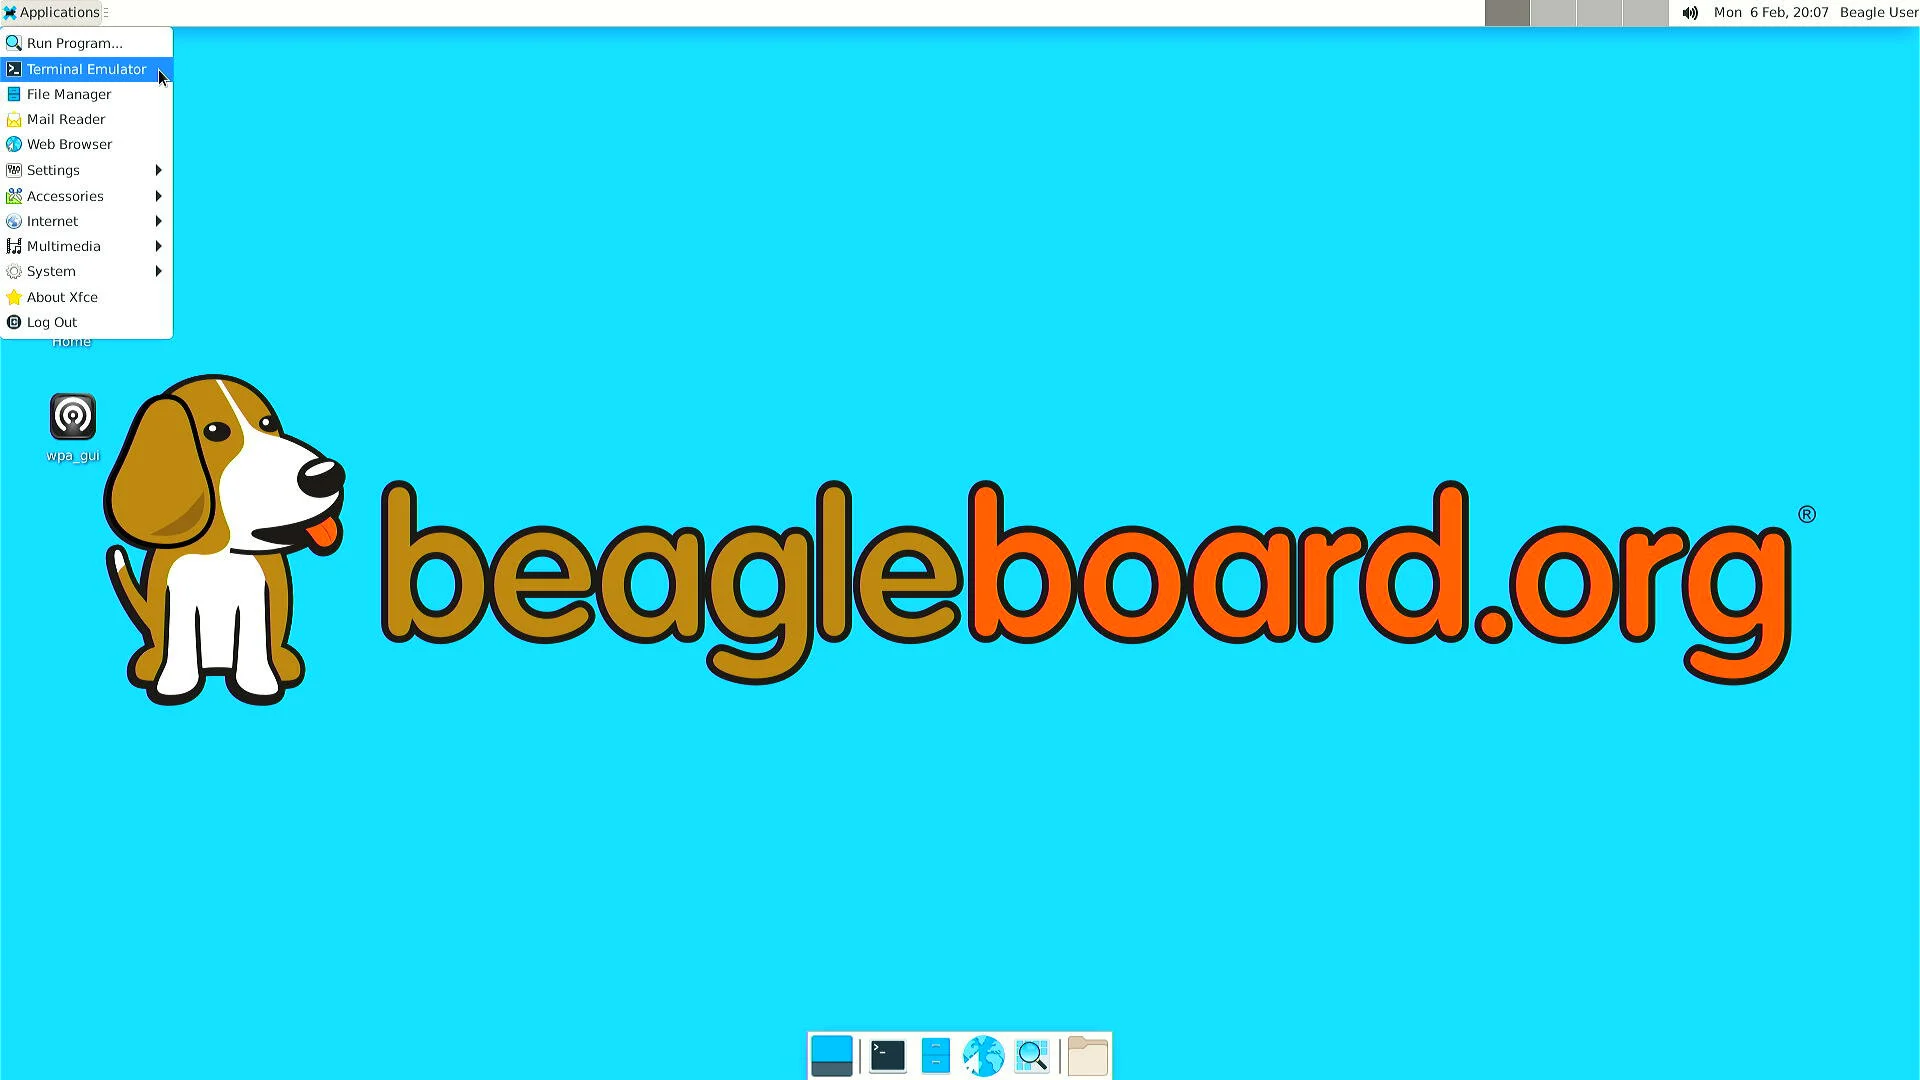 Applications
Mon 6 Feb, 20:07 Beagle User
Run Program...
Terminal Emulator
File Manager
Mail Reader
Web Browser
Settings
Accessories
Internet
Multimedia
System
About Xfce
Log Out
Home
wpa_gui
beagleboard.org®